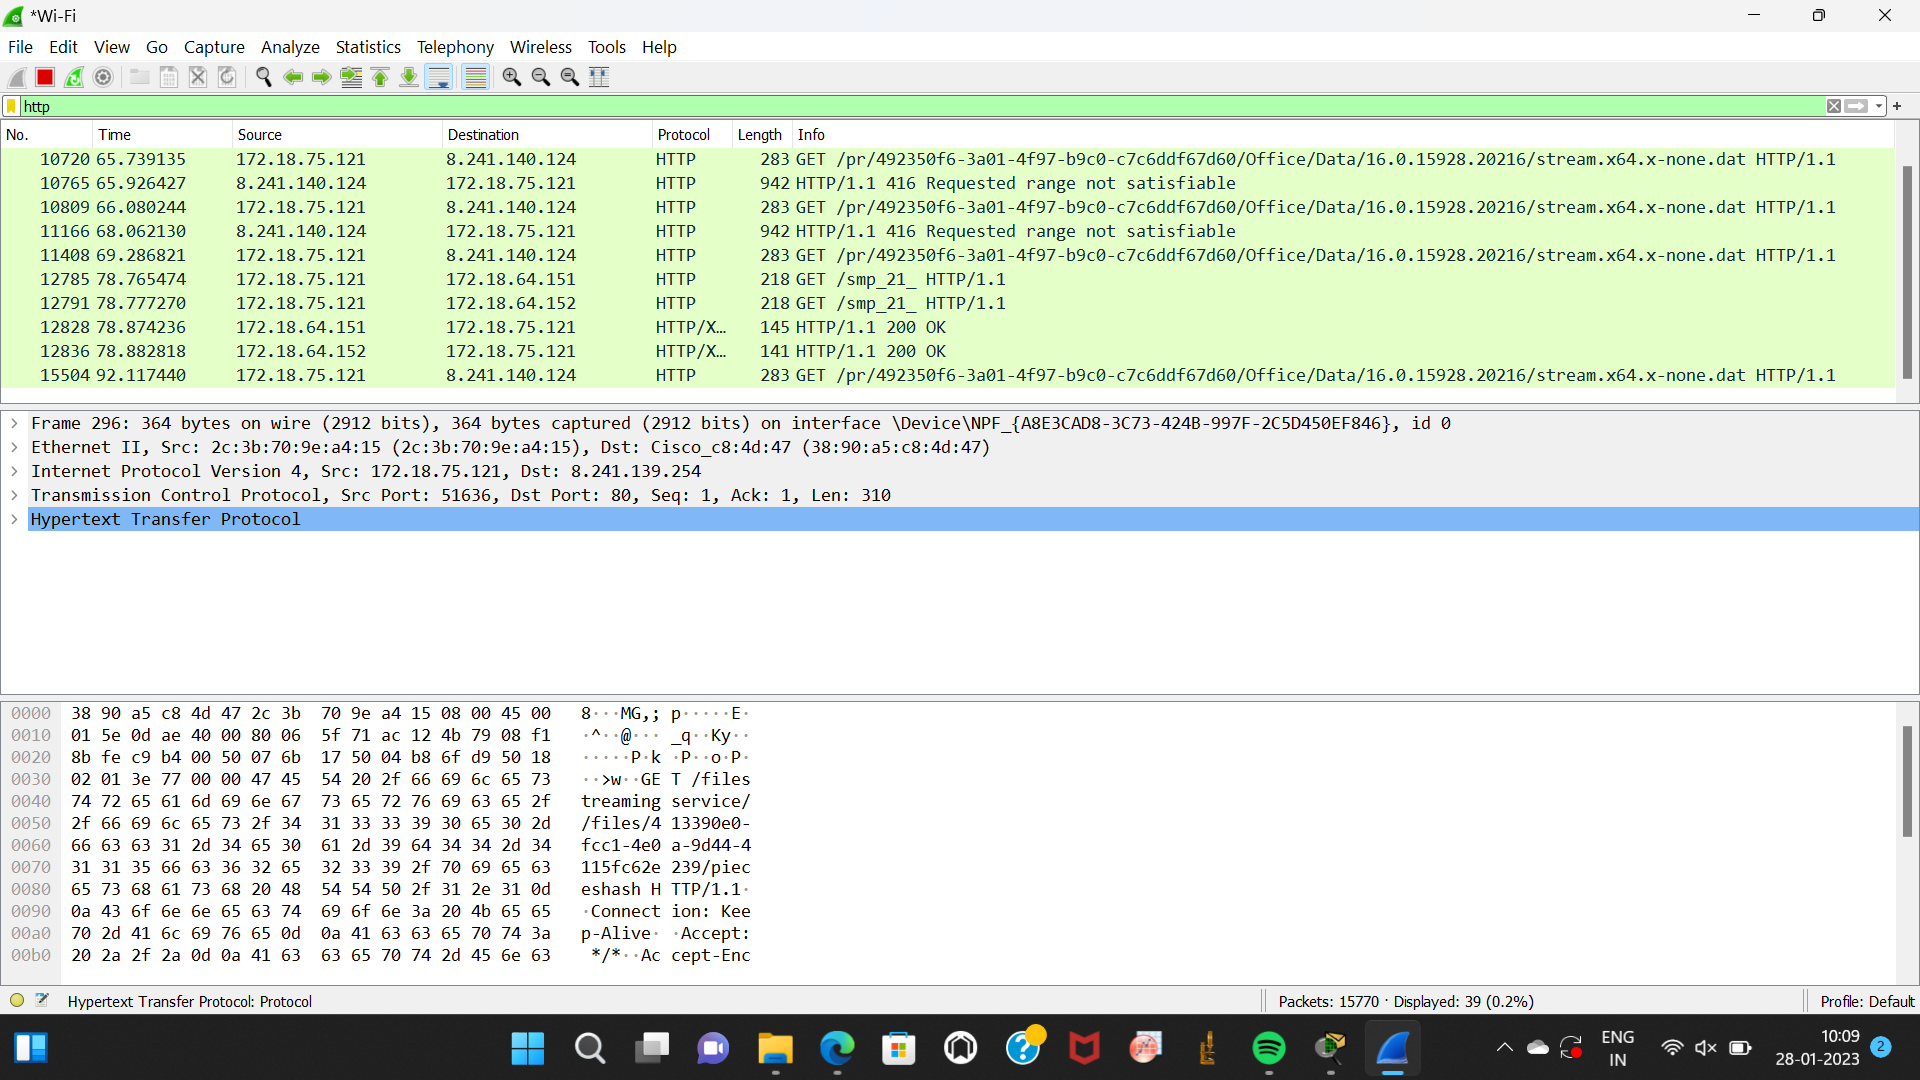 *Wi-Fi
File Edit View Go Capture Analyze Statistics Telephony Wireless Tools Help
http
No. Time Source Destination Protocol Length Info
10720 65.739135 172.18.75.121 8.241.140.124 HTTP 283 GET /pr/492350f6-3a01-4f97-b9c0-c7c6ddf67d60/Office/Data/16.0.15928.20216/stream.x64.x-none.dat HTTP/1.1
10765 65.926427 8.241.140.124 172.18.75.121 HTTP 942 HTTP/1.1 416 Requested range not satisfiable
10809 66.080244 172.18.75.121 8.241.140.124 HTTP 283 GET /pr/492350f6-3a01-4f97-b9c0-c7c6ddf67d60/Office/Data/16.0.15928.20216/stream.x64.x-none.dat HTTP/1.1
11166 68.062130 8.241.140.124 172.18.75.121 HTTP 942 HTTP/1.1 416 Requested range not satisfiable
11408 69.286821 172.18.75.121 8.241.140.124 HTTP 283 GET /pr/492350f6-3a01-4f97-b9c0-c7c6ddf67d60/Office/Data/16.0.15928.20216/stream.x64.x-none.dat HTTP/1.1
12785 78.765474 172.18.75.121 172.18.64.151 HTTP 218 GET /smp_21_ HTTP/1.1
12791 78.777270 172.18.75.121 172.18.64.152 HTTP 218 GET /smp_21_ HTTP/1.1
12828 78.874236 172.18.64.151 172.18.75.121 HTTP/X… 145 HTTP/1.1 200 OK
12836 78.882818 172.18.64.152 172.18.75.121 HTTP/X… 141 HTTP/1.1 200 OK
15504 92.117440 172.18.75.121 8.241.140.124 HTTP 283 GET /pr/492350f6-3a01-4f97-b9c0-c7c6ddf67d60/Office/Data/16.0.15928.20216/stream.x64.x-none.dat HTTP/1.1
Frame 296: 364 bytes on wire (2912 bits), 364 bytes captured (2912 bits) on interface \Device\NPF_{A8E3CAD8-3C73-424B-997F-2C5D450EF846}, id 0
Ethernet II, Src: 2c:3b:70:9e:a4:15 (2c:3b:70:9e:a4:15), Dst: Cisco_c8:4d:47 (38:90:a5:c8:4d:47)
Internet Protocol Version 4, Src: 172.18.75.121, Dst: 8.241.139.254
Transmission Control Protocol, Src Port: 51636, Dst Port: 80, Seq: 1, Ack: 1, Len: 310
Hypertext Transfer Protocol
0000 38 90 a5 c8 4d 47 2c 3b 70 9e a4 15 08 00 45 00 8···MG,; p·····E·
0010 01 5e 0d ae 40 00 80 06 5f 71 ac 12 4b 79 08 f1 ·^··@··· _q··Ky··
0020 8b fe c9 b4 00 50 07 6b 17 50 04 b8 6f d9 50 18 ·····P·k ·P··o·P·
0030 02 01 3e 77 00 00 47 45 54 20 2f 66 69 6c 65 73 ··>w··GE T /files
0040 74 72 65 61 6d 69 6e 67 73 65 72 76 69 63 65 2f treaming service/
0050 2f 66 69 6c 65 73 2f 34 31 33 33 39 30 65 30 2d /files/4 13390e0-
0060 66 63 63 31 2d 34 65 30 61 2d 39 64 34 34 2d 34 fcc1-4e0 a-9d44-4
0070 31 31 35 66 63 36 32 65 32 33 39 2f 70 69 65 63 115fc62e 239/piec
0080 65 73 68 61 73 68 20 48 54 54 50 2f 31 2e 31 0d eshash H TTP/1.1·
0090 0a 43 6f 6e 6e 65 63 74 69 6f 6e 3a 20 4b 65 65 ·Connect ion: Kee
00a0 70 2d 41 6c 69 76 65 0d 0a 41 63 63 65 70 74 3a p-Alive· ·Accept:
00b0 20 2a 2f 2a 0d 0a 41 63 63 65 70 74 2d 45 6e 63 */*··Ac cept-Enc
Hypertext Transfer Protocol: Protocol Packets: 15770 · Displayed: 39 (0.2%) Profile: Default
ENG 10:09
IN 28-01-2023 2